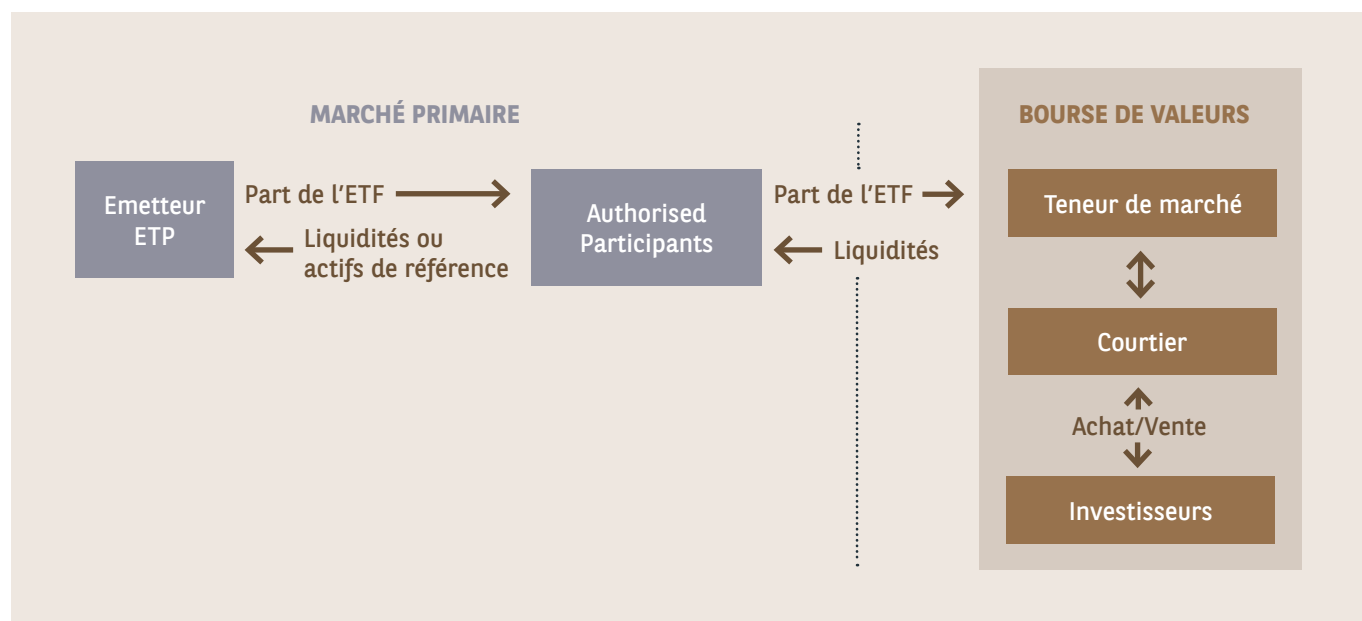 MARCHÉ PRIMAIRE
BOURSE DE VALEURS
Emetteur
ETP
Part de l'ETF
Liquidités ou
actifs de référence
Authorised
Participants
Part de l'ETF
Liquidités
Teneur de marché
Courtier
Achat/Vente
Investisseurs